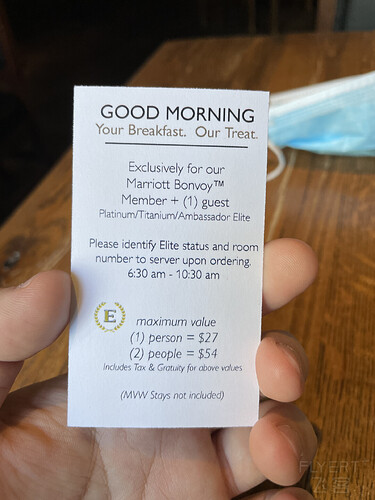 GOOD MORNING
Your Breakfast. Our Treat.
Exclusively for our
Marriott Bonvoy™
Member + (1) guest
Platinum/Titanium/Ambassador Elite
Please identify Elite status and room
number to server upon ordering.
6:30 am - 10:30 am
E
maximum value
(1) person = $27
(2) people = $54
Includes Tax & Gratuity for above values
(MVW Stays not included)
FLYERT